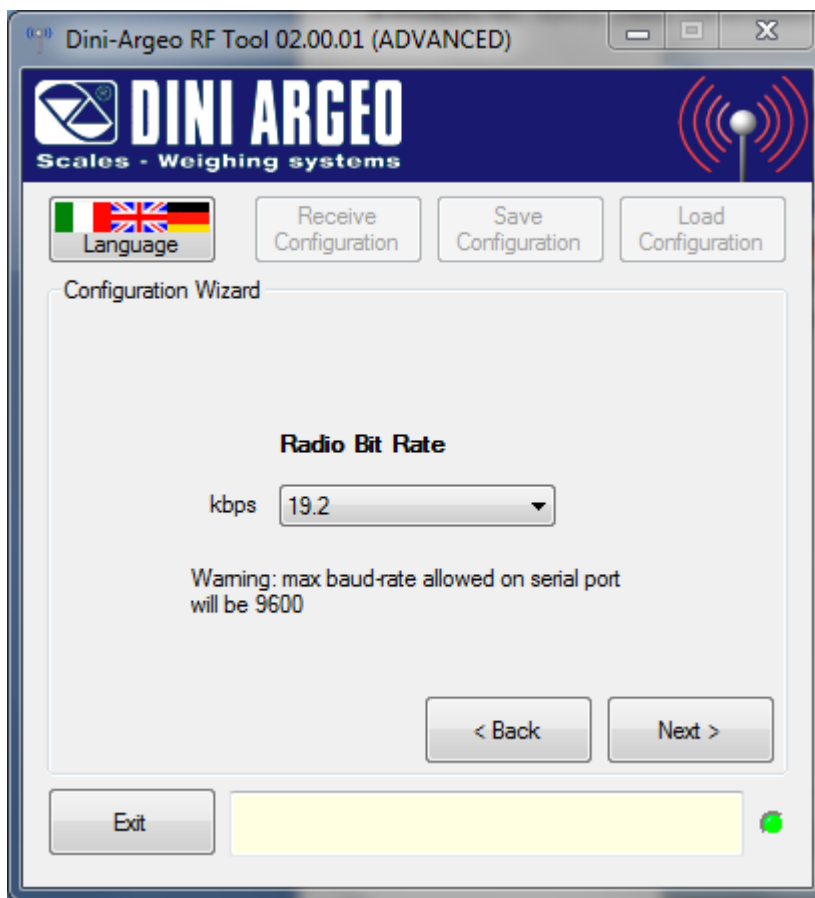 Dini-Argeo RF Tool 02.00.01 (ADVANCED)
DINI ARGEO
Scales - Weighing systems
Language
Receive
Configuration
Save
Configuration
Load
Configuration
Configuration Wizard
Radio Bit Rate
kbps 19.2
Warning: max baud-rate allowed on serial port
will be 9600
< Back
Next >
Exit